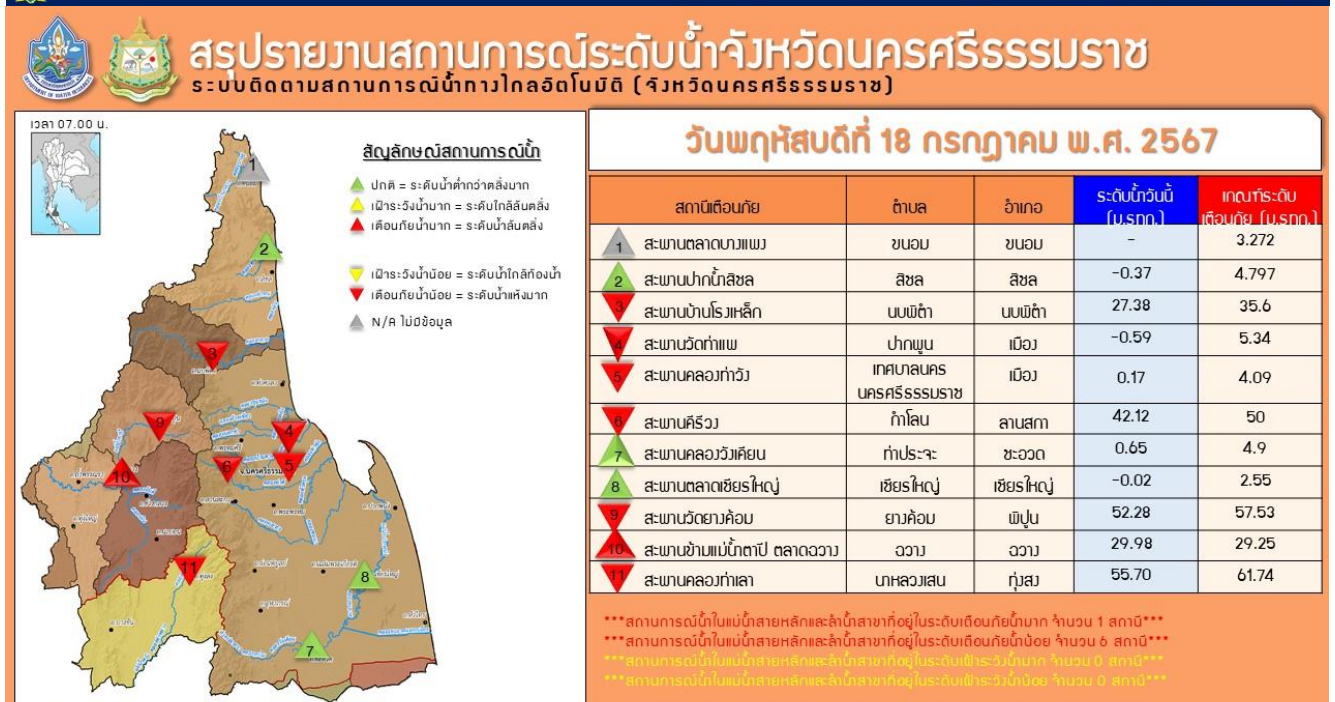 สรุปรายงานสถานการณ์ระดับน้ำจังหวัดนครศรีธรรมราช
ระบบติดตามสถานการณ์น้ำทางไกลอัตโนมัติ (จังหวัดนครศรีธรรมราช)
เวลา 07.00 น.
สัญลักษณ์สถานการณ์น้ำ
ปกติ = ระดับน้ำต่ำกว่าตลิ่งมาก
เฝ้าระวังน้ำมาก = ระดับใกล้ล้นตลิ่ง
เตือนภัยน้ำมาก = ระดับน้ำล้นตลิ่ง
เฝ้าระวังน้ำน้อย = ระดับน้ำใกล้ท้องน้ำ
เตือนภัยน้ำน้อย = ระดับน้ำแห้งมาก
N/A ไม่มีข้อมูล
1
2
3
9
4
10
6
5
11
8
7
วันพฤหัสบดีที่ 18 กรกฎาคม พ.ศ. 2567
สถานีเตือนภัย ตำบล อำเภอ ระดับน้ำวันนี้ (ม.รทก.) เกณฑ์ระดับเตือนภัย (ม.รทก.)
1 สะพานตลาดบางแพง ขนอม ขนอม - 3.272
2 สะพานปากน้ำสิชล สิชล สิชล -0.37 4.797
3 สะพานบ้านโรงเหล็ก นบพิตำ นบพิตำ 27.38 35.6
4 สะพานวัดท่าแพ ปากพูน เมือง -0.59 5.34
5 สะพานคลองท่าวัง เทศบาลนครนครศรีธรรมราช เมือง 0.17 4.09
6 สะพานคีรีวง กำโลน ลานสกา 42.12 50
7 สะพานคลองวังเคียน ท่าประจะ ชะอวด 0.65 4.9
8 สะพานตลาดเชียรใหญ่ เชียรใหญ่ เชียรใหญ่ -0.02 2.55
9 สะพานวัดยางค้อม ยางค้อม พิปูน 52.28 57.53
10 สะพานข้ามแม่น้ำตาปี ตลาดฉวาง ฉวาง ฉวาง 29.98 29.25
11 สะพานคลองท่าเลา นาหลวงเสน ทุ่งสง 55.70 61.74
***สถานการณ์น้ำในแม่น้ำสายหลักและลำน้ำสาขาที่อยู่ในระดับเตือนภัยน้ำมาก จำนวน 1 สถานี***
***สถานการณ์น้ำในแม่น้ำสายหลักและลำน้ำสาขาที่อยู่ในระดับเตือนภัยน้ำน้อย จำนวน 6 สถานี***
***สถานการณ์น้ำในแม่น้ำสายหลักและลำน้ำสาขาที่อยู่ในระดับเฝ้าระวังน้ำมาก จำนวน 0 สถานี***
***สถานการณ์น้ำในแม่น้ำสายหลักและลำน้ำสาขาที่อยู่ในระดับเฝ้าระวังน้ำน้อย จำนวน 0 สถานี***